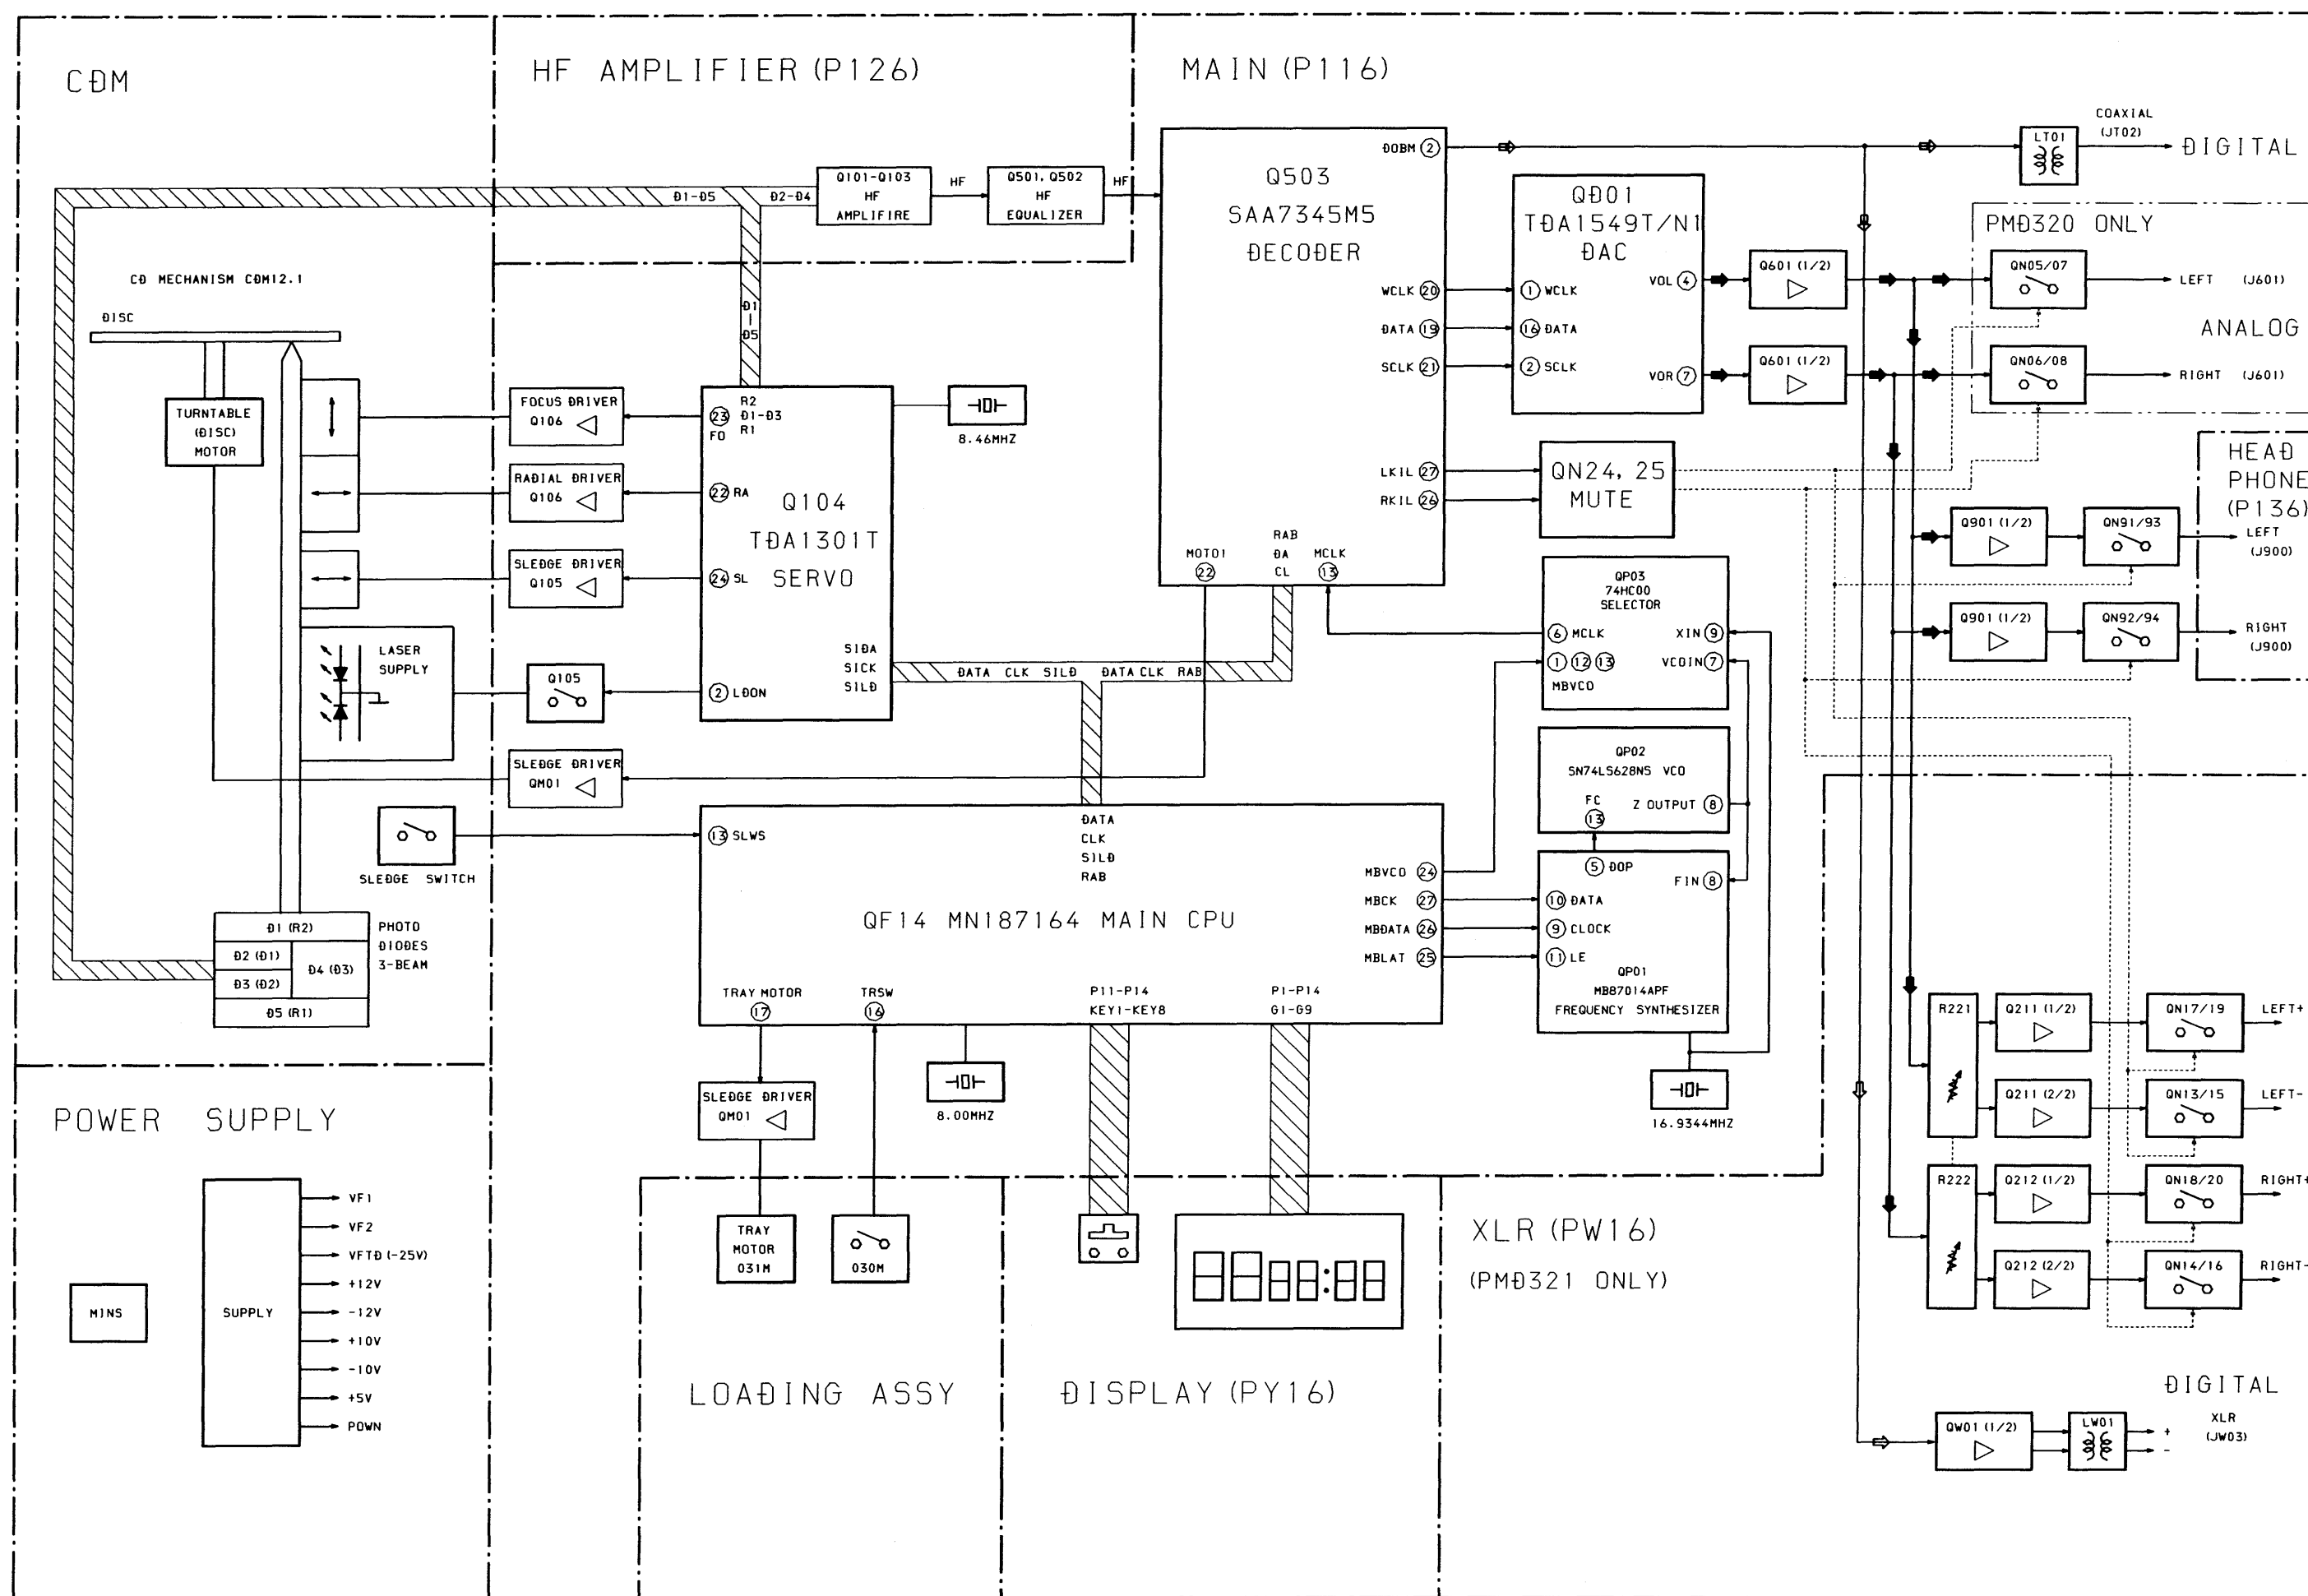 CDM
HF AMPLIFIER (P126)
MAIN (P116)
CD MECHANISM CDM12.1
DISC
TURNTABLE
(DISC)
MOTOR
LASER
SUPPLY
SLEDGE SWITCH
D1 (R2)
D2 (D1)
D3 (D2)
D4 (D3)
D5 (R1)
PHOTO
DIODES
3-BEAM
D1-D5
D2-D4
Q101-Q103
HF
AMPLIFIRE
HF
Q501, Q502
HF
EQUALIZER
HF
D1
|
D5
FOCUS DRIVER
Q106
RADIAL DRIVER
Q106
SLEDGE DRIVER
Q105
Q105
SLEDGE DRIVER
QM01
R2
D1-D3
R1
23
FO
22 RA
24 SL
2 LDON
Q104
TDA1301T
SERVO
SIDA
SICK
SILD
8.46MHZ
DATA CLK SILD
DATA CLK RAB
Q503
SAA7345M5
DECODER
DOBM 2
WCLK 20
DATA 19
SCLK 21
LKIL 27
RKIL 26
MOTO1
22
RAB
DA
CL
MCLK
13
QD01
TDA1549T/N1
DAC
1 WCLK
16 DATA
2 SCLK
VOL 4
VOR 7
Q601 (1/2)
Q601 (1/2)
QN24, 25
MUTE
LT01
COAXIAL
(JT02)
DIGITAL
PMD320 ONLY
QN05/07
QN06/08
LEFT (J601)
ANALOG
RIGHT (J601)
HEAD
PHONE
(P136)
LEFT
(J900)
RIGHT
(J900)
Q901 (1/2)
QN91/93
Q901 (1/2)
QN92/94
QP03
74HC00
SELECTOR
6 MCLK
XIN 9
1 12 13
MBVCO
VCOIN 7
QP02
SN74LS628NS VCO
FC
13
Z OUTPUT 8
5 DOP
FIN 8
10 DATA
9 CLOCK
11 LE
QP01
MB87014APF
FREQUENCY SYNTHESIZER
16.9344MHZ
13 SLWS
DATA
CLK
SILD
RAB
MBVCO 24
MBCK 27
MBDATA 26
MBLAT 25
QF14 MN187164 MAIN CPU
TRAY MOTOR
17
TRSW
16
P11-P14
KEY1-KEY8
P1-P14
G1-G9
SLEDGE DRIVER
QM01
8.00MHZ
TRAY
MOTOR
031M
030M
LOADING ASSY
DISPLAY (PY16)
XLR (PW16)
(PMD321 ONLY)
R221
Q211 (1/2)
QN17/19
LEFT+
Q211 (2/2)
QN13/15
LEFT-
R222
Q212 (1/2)
QN18/20
RIGHT+
Q212 (2/2)
QN14/16
RIGHT-
DIGITAL
QW01 (1/2)
LW01
+
-
XLR
(JW03)
POWER SUPPLY
MINS
SUPPLY
VF1
VF2
VFTD (-25V)
+12V
-12V
+10V
-10V
+5V
POWN